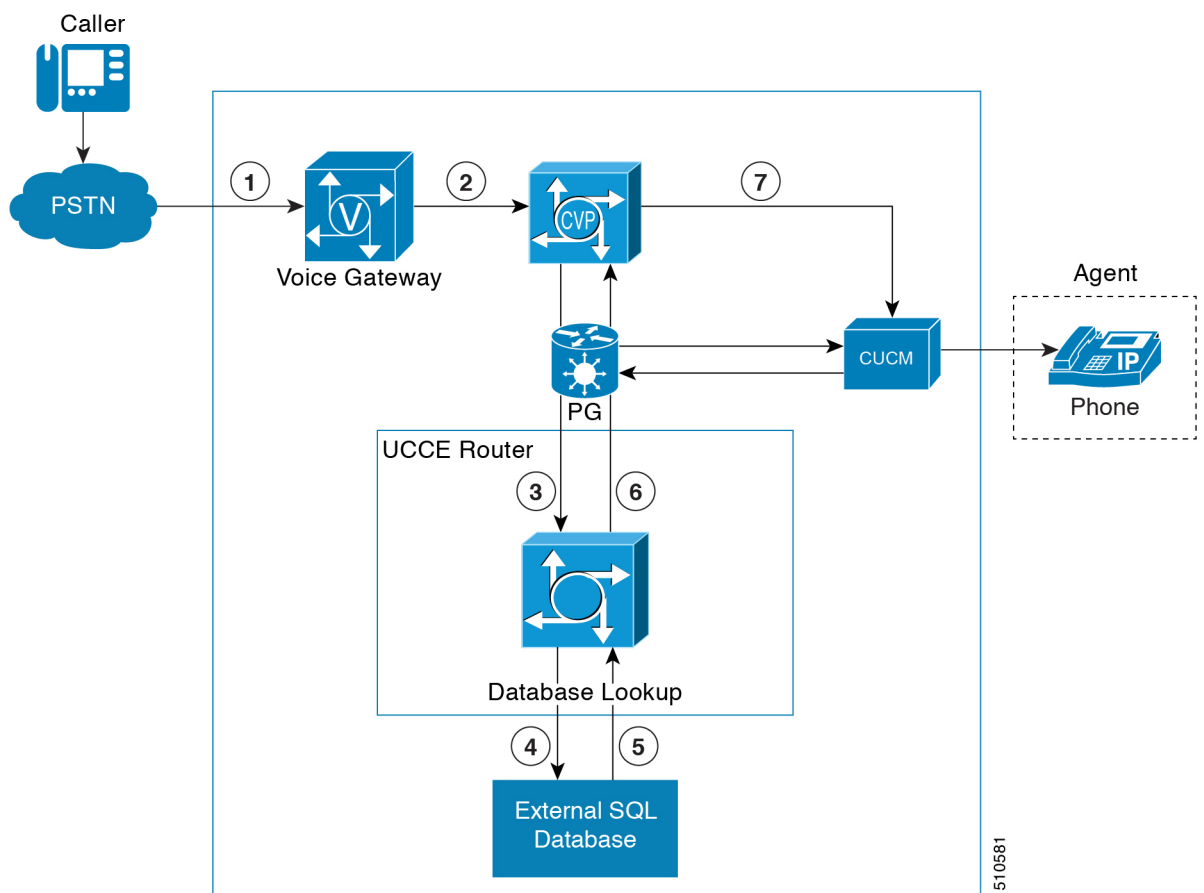 Caller
PSTN
1
2
7
V
CVP
Voice Gateway
Agent
CUCM
IP
Phone
PG
UCCE Router
3
6
Database Lookup
4
5
External SQL
Database
510581